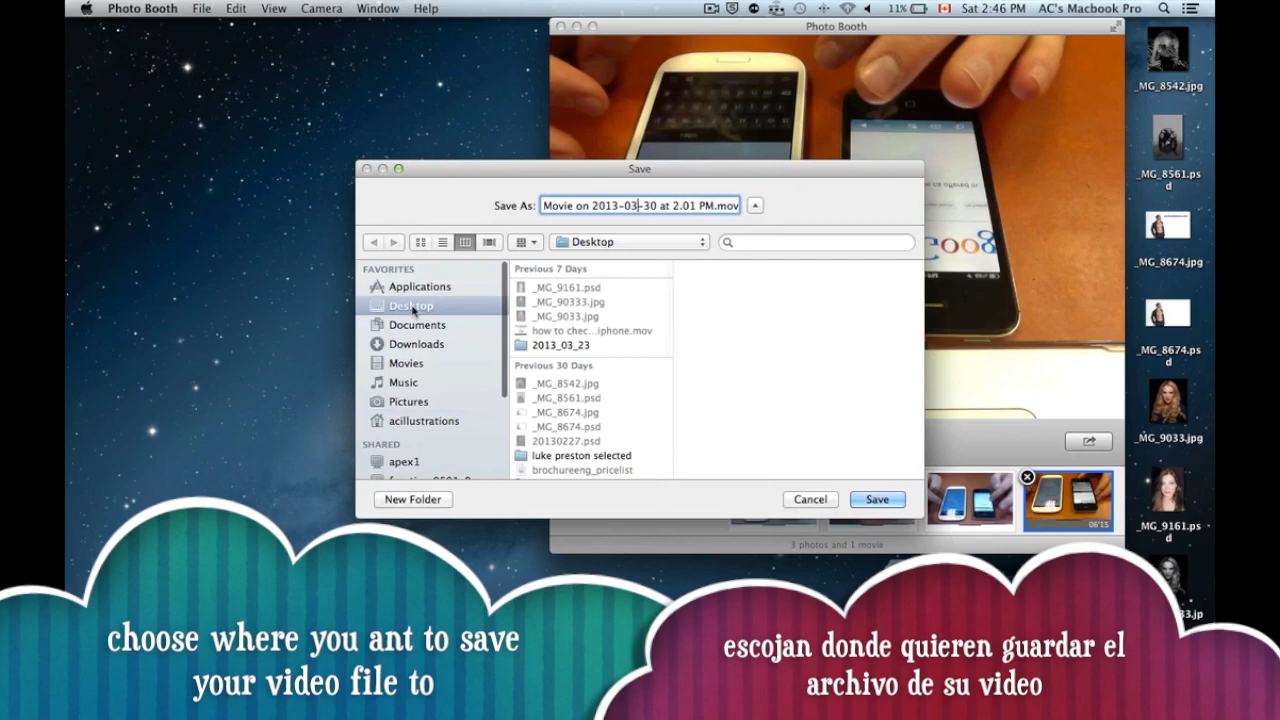 Photo Booth File Edit View Camera Window Help
11% Sat 2:46 PM AC's Macbook Pro
Photo Booth
_MG_8542.jpg
_MG_8561.ps
d
_MG_8674.jpg
_MG_8674.ps
d
_MG_9033.jpg
_MG_9161.ps
d
Save
Save As: Movie on 2013-03-30 at 2.01 PM.mov
Desktop
FAVORITES
Applications
Desktop
Documents
Downloads
Movies
Music
Pictures
acillustrations
SHARED
apex1
Previous 7 Days
_MG_9161.psd
_MG_90333.jpg
_MG_9033.jpg
how to chec...iphone.mov
2013_03_23
Previous 30 Days
_MG_8542.jpg
_MG_8561.psd
_MG_8674.jpg
_MG_8674.psd
20130227.psd
luke preston selected
brochureeng_pricelist
New Folder Cancel Save
06'15
3 photos and 1 movie
choose where you ant to save
your video file to
escojan donde quieren guardar el
archivo de su video